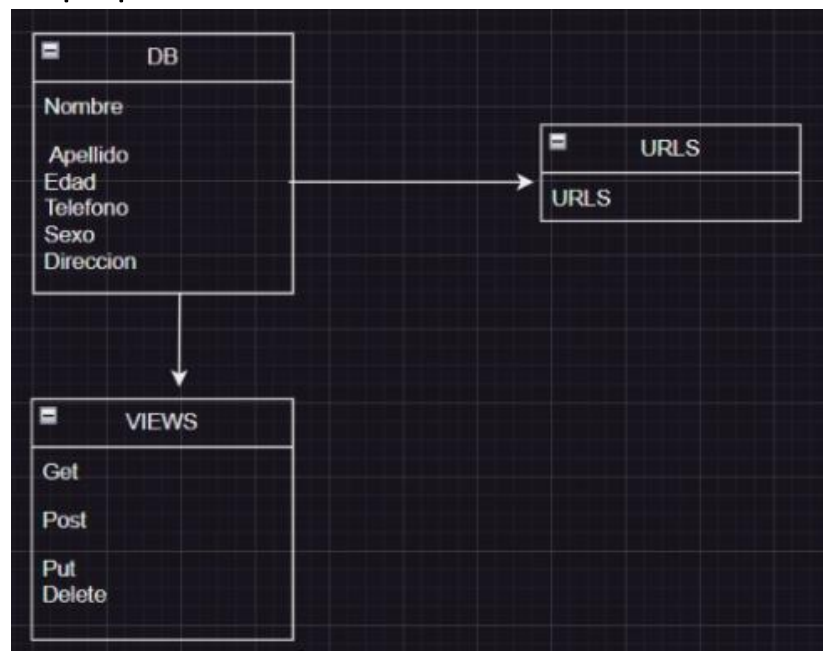 DB
Nombre
Apellido
Edad
Telefono
Sexo
Direccion
URLS
URLS
VIEWS
Get
Post
Put
Delete